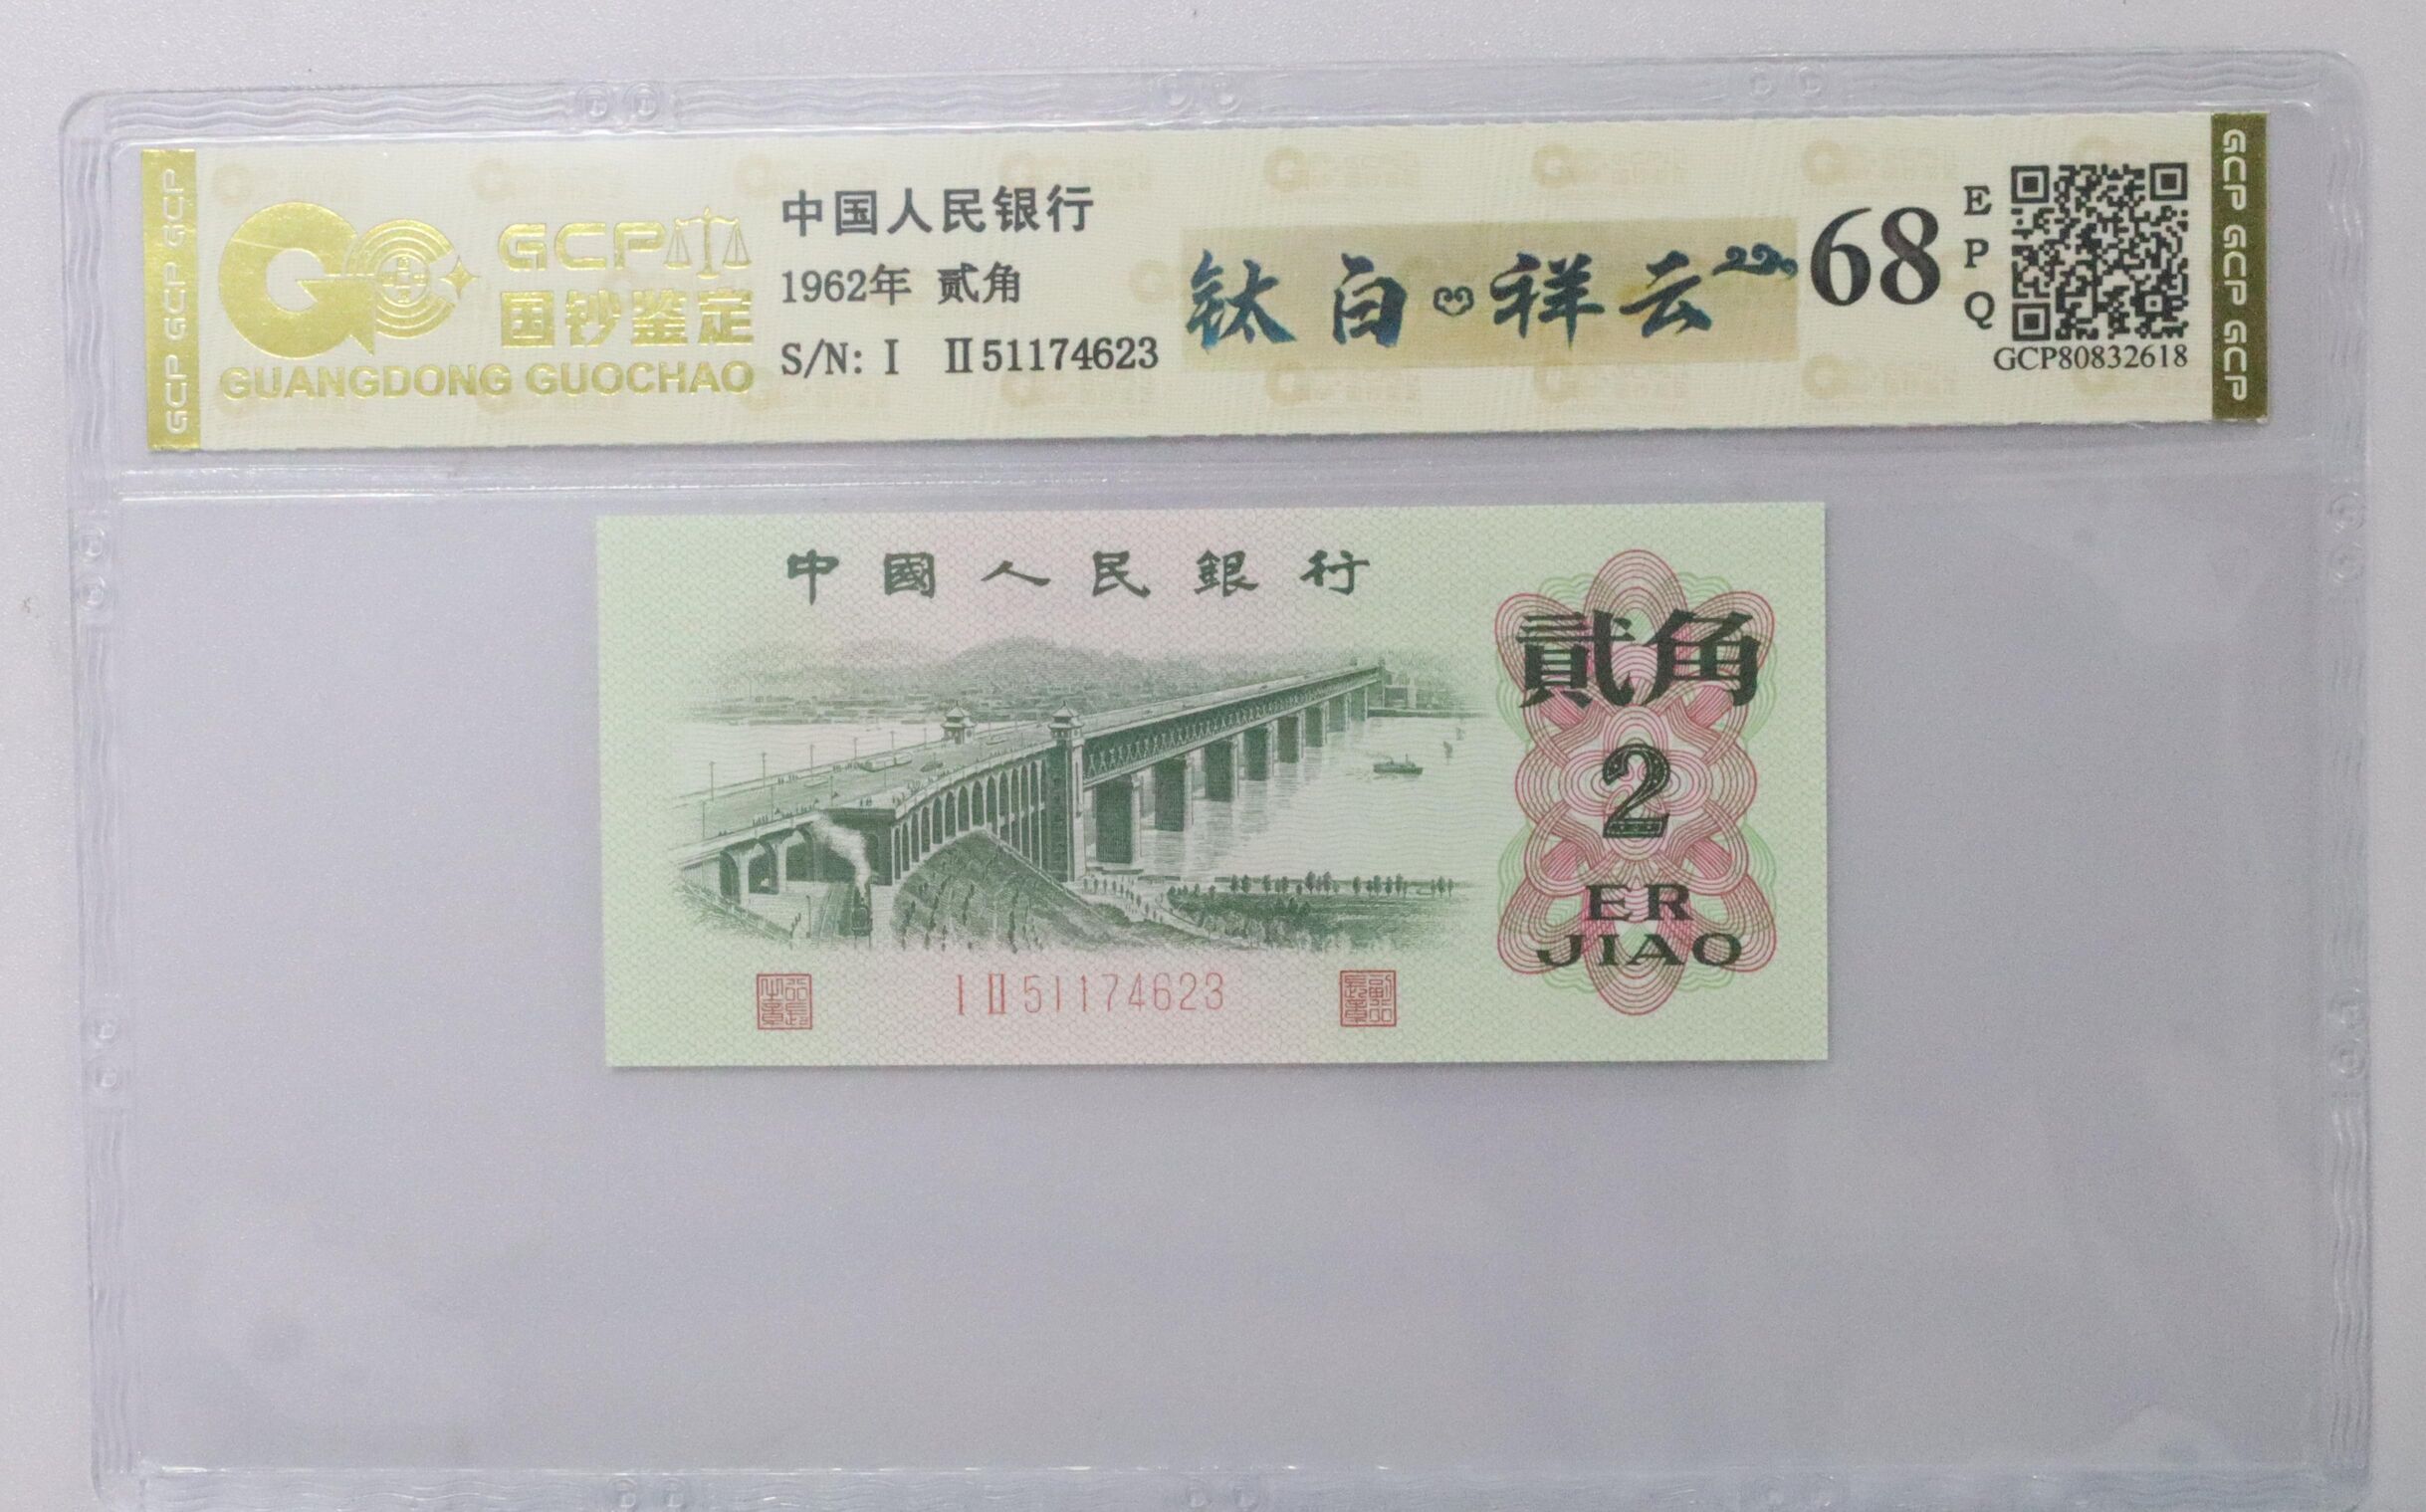 GCP GCP GCP
GCP
国钞鉴定
GUANGDONG GUOCHAO
中国人民银行
1962年 贰角
S/N: I II51174623
钛白祥云
68
EPQ
GCP80832618
GCP GCP GCP
中國人民銀行
貳角
2
ER
JIAO
I II 51174623